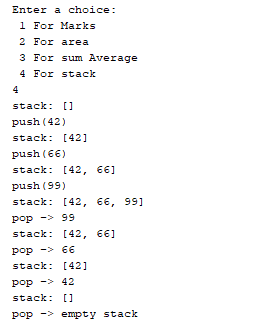 Enter a choice:
1 For Marks
2 For area
3 For sum Average
4 For stack
4
stack: []
push(42)
stack: [42]
push(66)
stack: [42, 66]
push(99)
stack: [42, 66, 99]
pop -> 99
stack: [42, 66]
pop -> 66
stack: [42]
pop -> 42
stack: []
pop -> empty stack